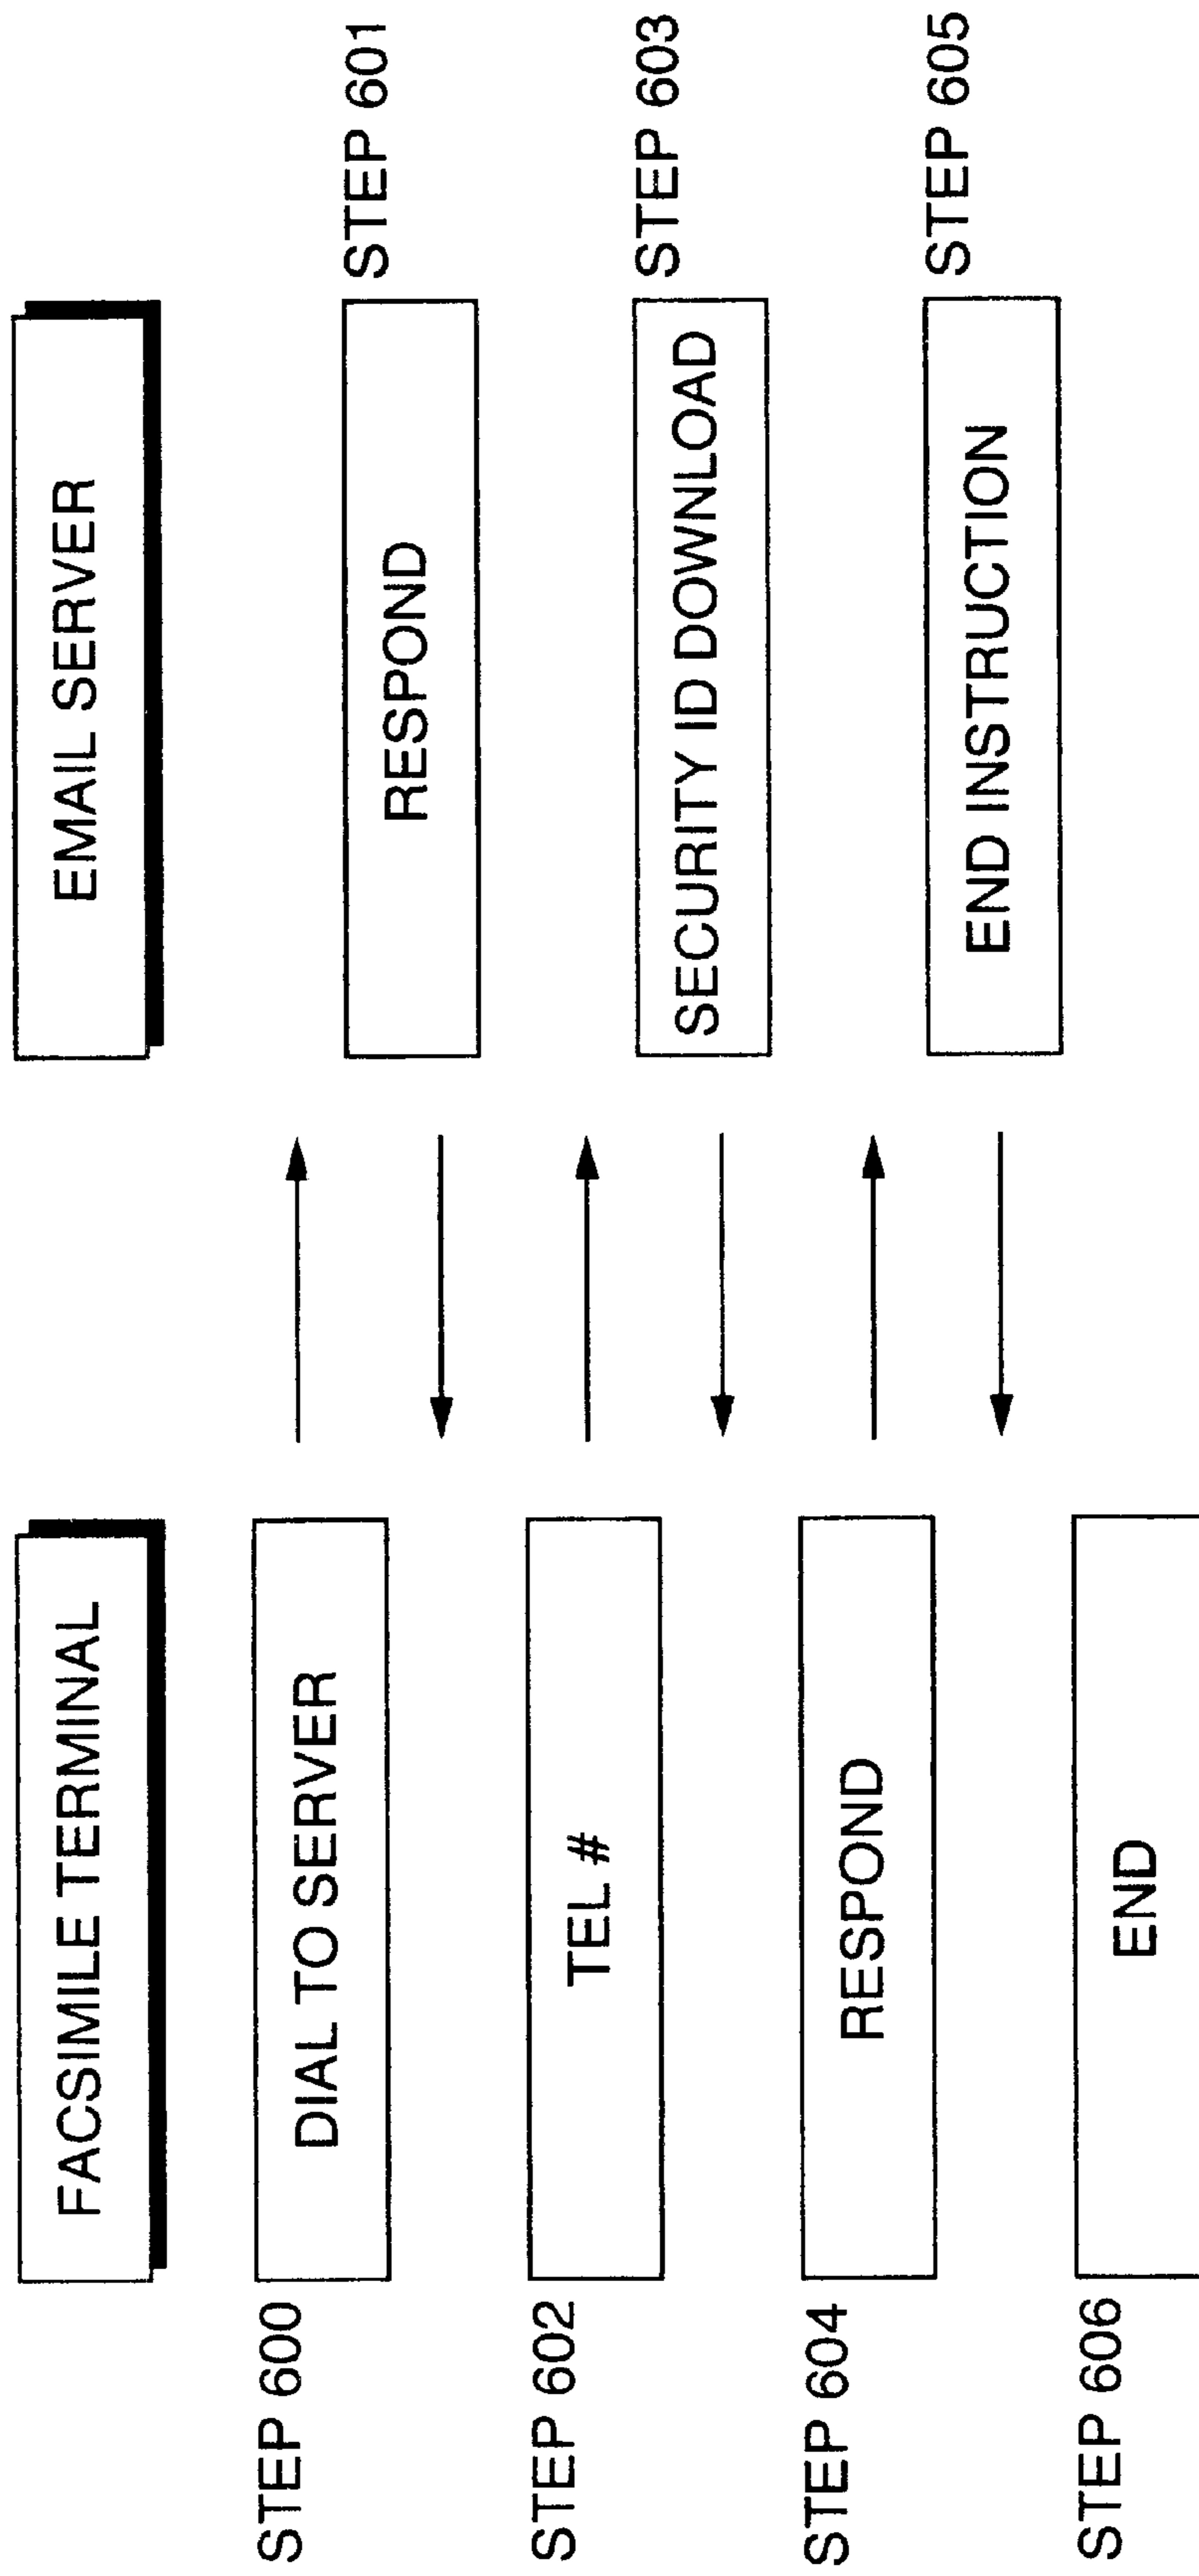 FACSIMILE TERMINAL
EMAIL SERVER
STEP 600
DIAL TO SERVER
RESPOND
STEP 601
STEP 602
TEL #
SECURITY ID DOWNLOAD
STEP 603
STEP 604
RESPOND
END INSTRUCTION
STEP 605
STEP 606
END